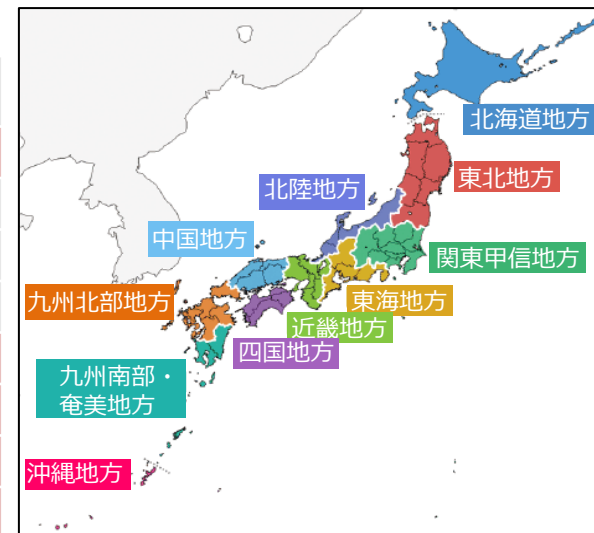 北海道地方
東北地方
北陸地方
中国地方
関東甲信地方
九州北部地方
東海地方
近畿地方
四国地方
九州南部・
奄美地方
沖縄地方